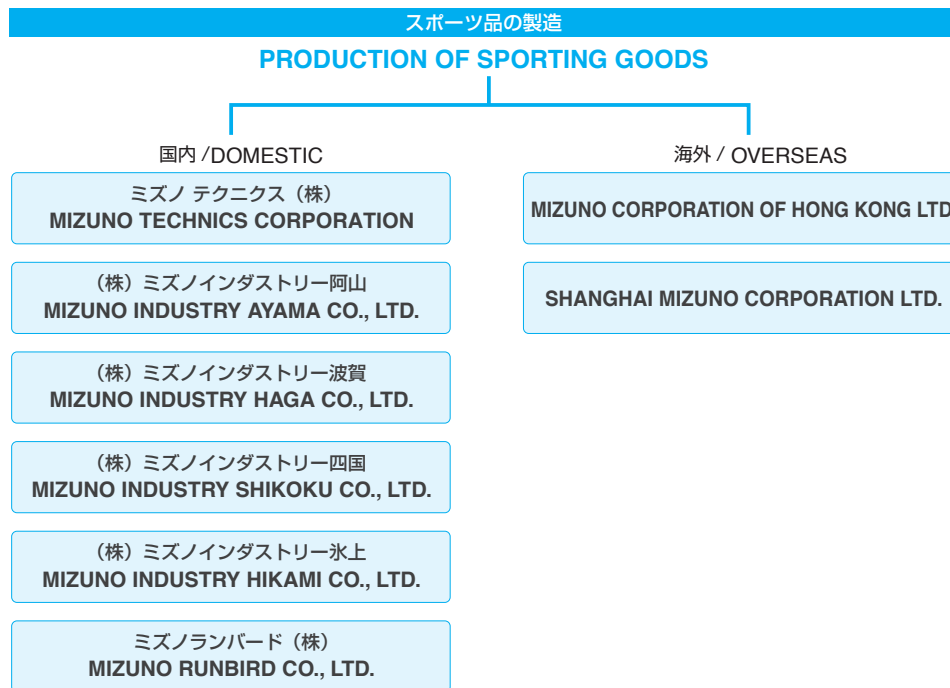 スポーツ品の製造
PRODUCTION OF SPORTING GOODS
国内 /DOMESTIC
ミズノ テクニクス（株）
MIZUNO TECHNICS CORPORATION
（株）ミズノインダストリー阿山
MIZUNO INDUSTRY AYAMA CO., LTD.
（株）ミズノインダストリー波賀
MIZUNO INDUSTRY HAGA CO., LTD.
（株）ミズノインダストリー四国
MIZUNO INDUSTRY SHIKOKU CO., LTD.
（株）ミズノインダストリー氷上
MIZUNO INDUSTRY HIKAMI CO., LTD.
ミズノランバード（株）
MIZUNO RUNBIRD CO., LTD.
海外 / OVERSEAS
MIZUNO CORPORATION OF HONG KONG LTD
SHANGHAI MIZUNO CORPORATION LTD.